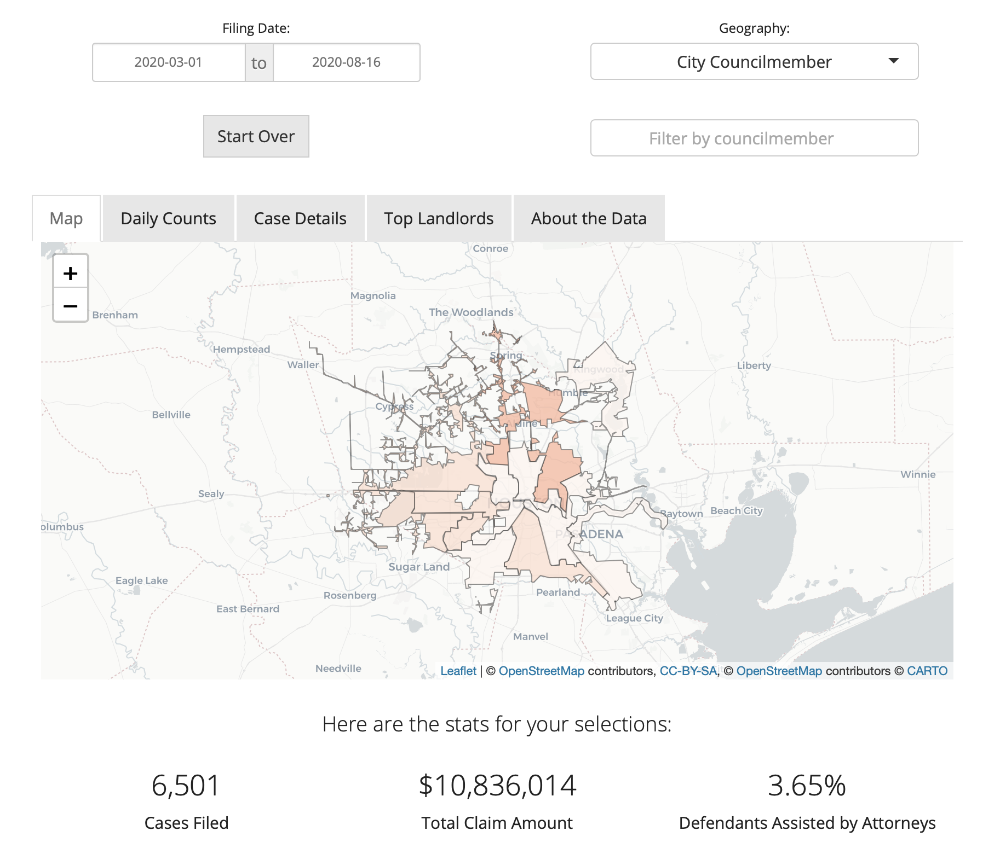 Filing Date:
Geography:
2020-03-01 to 2020-08-16
City Councilmember
Start Over
Filter by councilmember
Map
Daily Counts
Case Details
Top Landlords
About the Data
+
−
Conroe
Magnolia
The Woodlands
Brenham
Hempstead
Spring
Waller
Liberty
Kingwood
Humble
Cypress
Bellville
Aldine
Winnie
Sealy
HOUSTON
Beach City
Baytown
olumbus
PASADENA
Sugar Land
Eagle Lake
Rosenberg
Pearland
East Bernard
League City
Manvel
Needville
Leaflet | © OpenStreetMap contributors, CC-BY-SA, © OpenStreetMap contributors © CARTO
Here are the stats for your selections:
6,501
$10,836,014
3.65%
Cases Filed
Total Claim Amount
Defendants Assisted by Attorneys